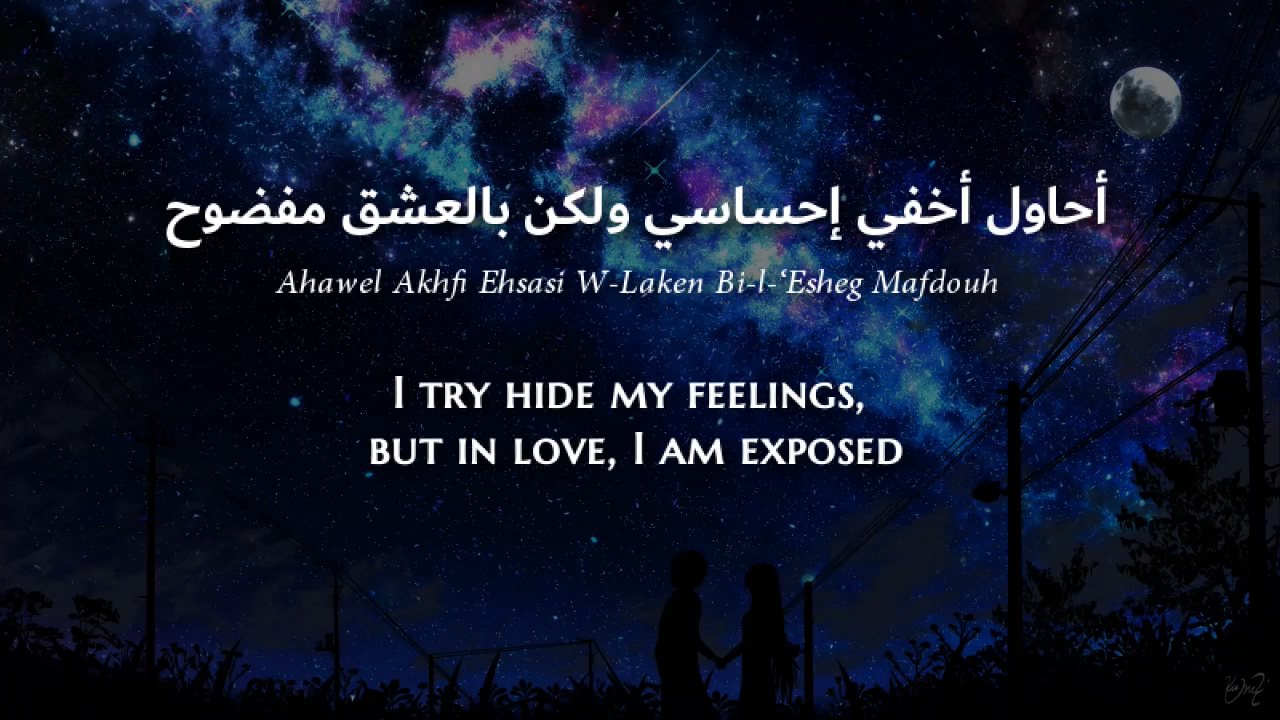 أحاول أخفي إحساسي ولكن بالعشق مفضوح
Ahawel Akhfi Ehsasi W-Laken Bi-l-‘Esheg Mafdouh
I TRY HIDE MY FEELINGS,
BUT IN LOVE, I AM EXPOSED